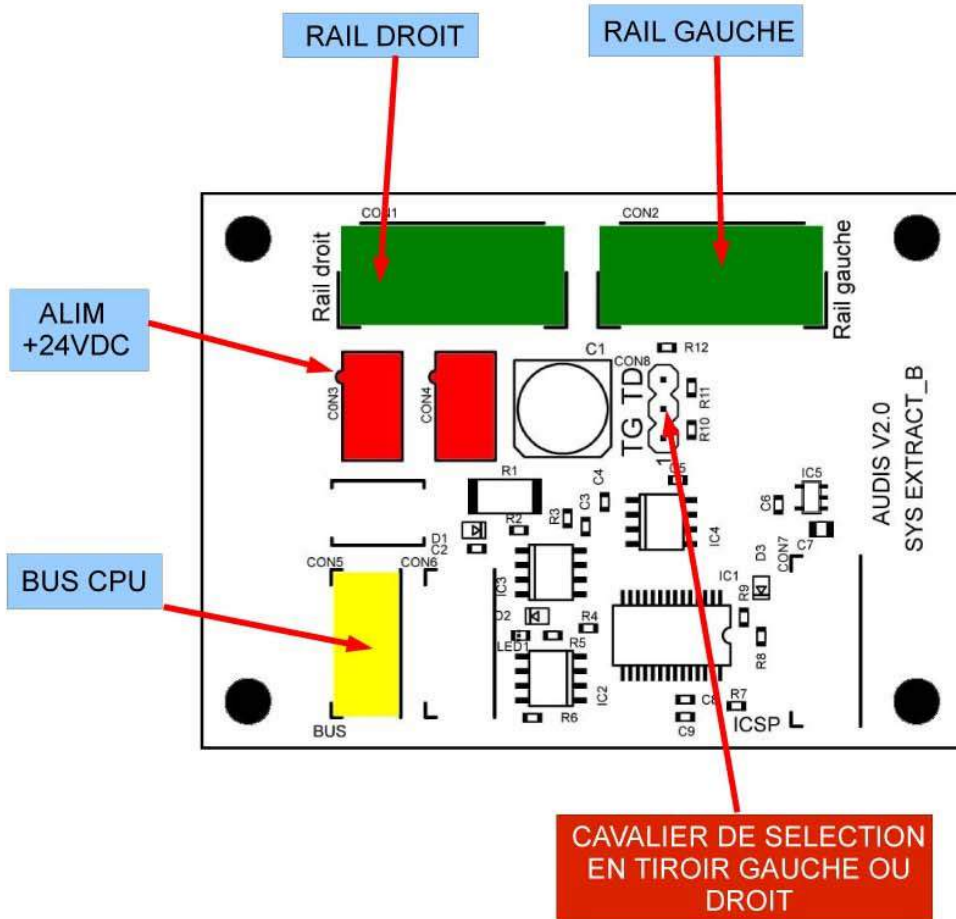 RAIL DROIT
RAIL GAUCHE
CON1
CON2
Rail droit
Rail gauche
ALIM
+24VDC
CON3
CON4
C1
CON8
R12
TG TD
R11
R10
1
AUDIS V2.0
SYS EXTRACT_B
R1
C4
C5
IC5
R2
R3
C3
C6
IC4
C7
D1
C2
D3
CON7
BUS CPU
CON5
CON6
IC3
IC1
R9
D2
R4
R8
LED1
R5
IC2
R6
C8
R7
C9
ICSP
BUS
CAVALIER DE SELECTION
EN TIROIR GAUCHE OU
DROIT